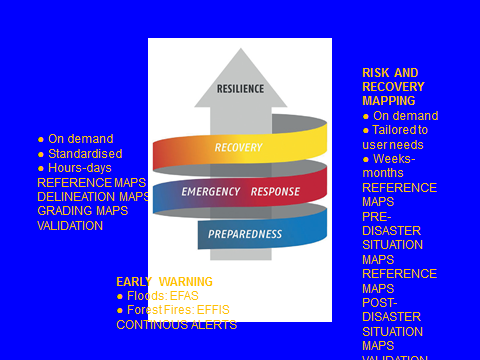 RESILIENCE
RECOVERY
EMERGENCY RESPONSE
PREPAREDNESS
● On demand
● Standardised
● Hours-days
REFERENCE MAPS
DELINEATION MAPS
GRADING MAPS
VALIDATION
EARLY WARNING
● Floods: EFAS
● Forest Fires: EFFIS
CONTINOUS ALERTS
RISK AND
RECOVERY
MAPPING
● On demand
● Tailored to
user needs
● Weeks-
months
REFERENCE
MAPS
PRE-
DISASTER
SITUATION
MAPS
REFERENCE
MAPS
POST-
DISASTER
SITUATION
MAPS
VALIDATION